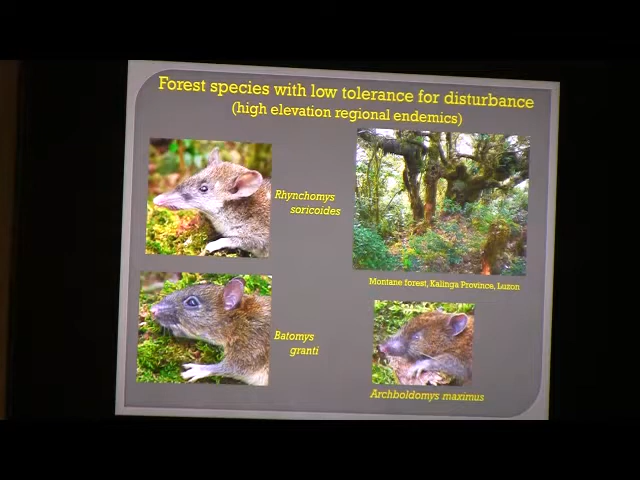 Forest species with low tolerance for disturbance
(high elevation regional endemics)
Rhynchomys
soricoides
Montane forest, Kalinga Province, Luzon
Batomys
granti
Archboldomys maximus